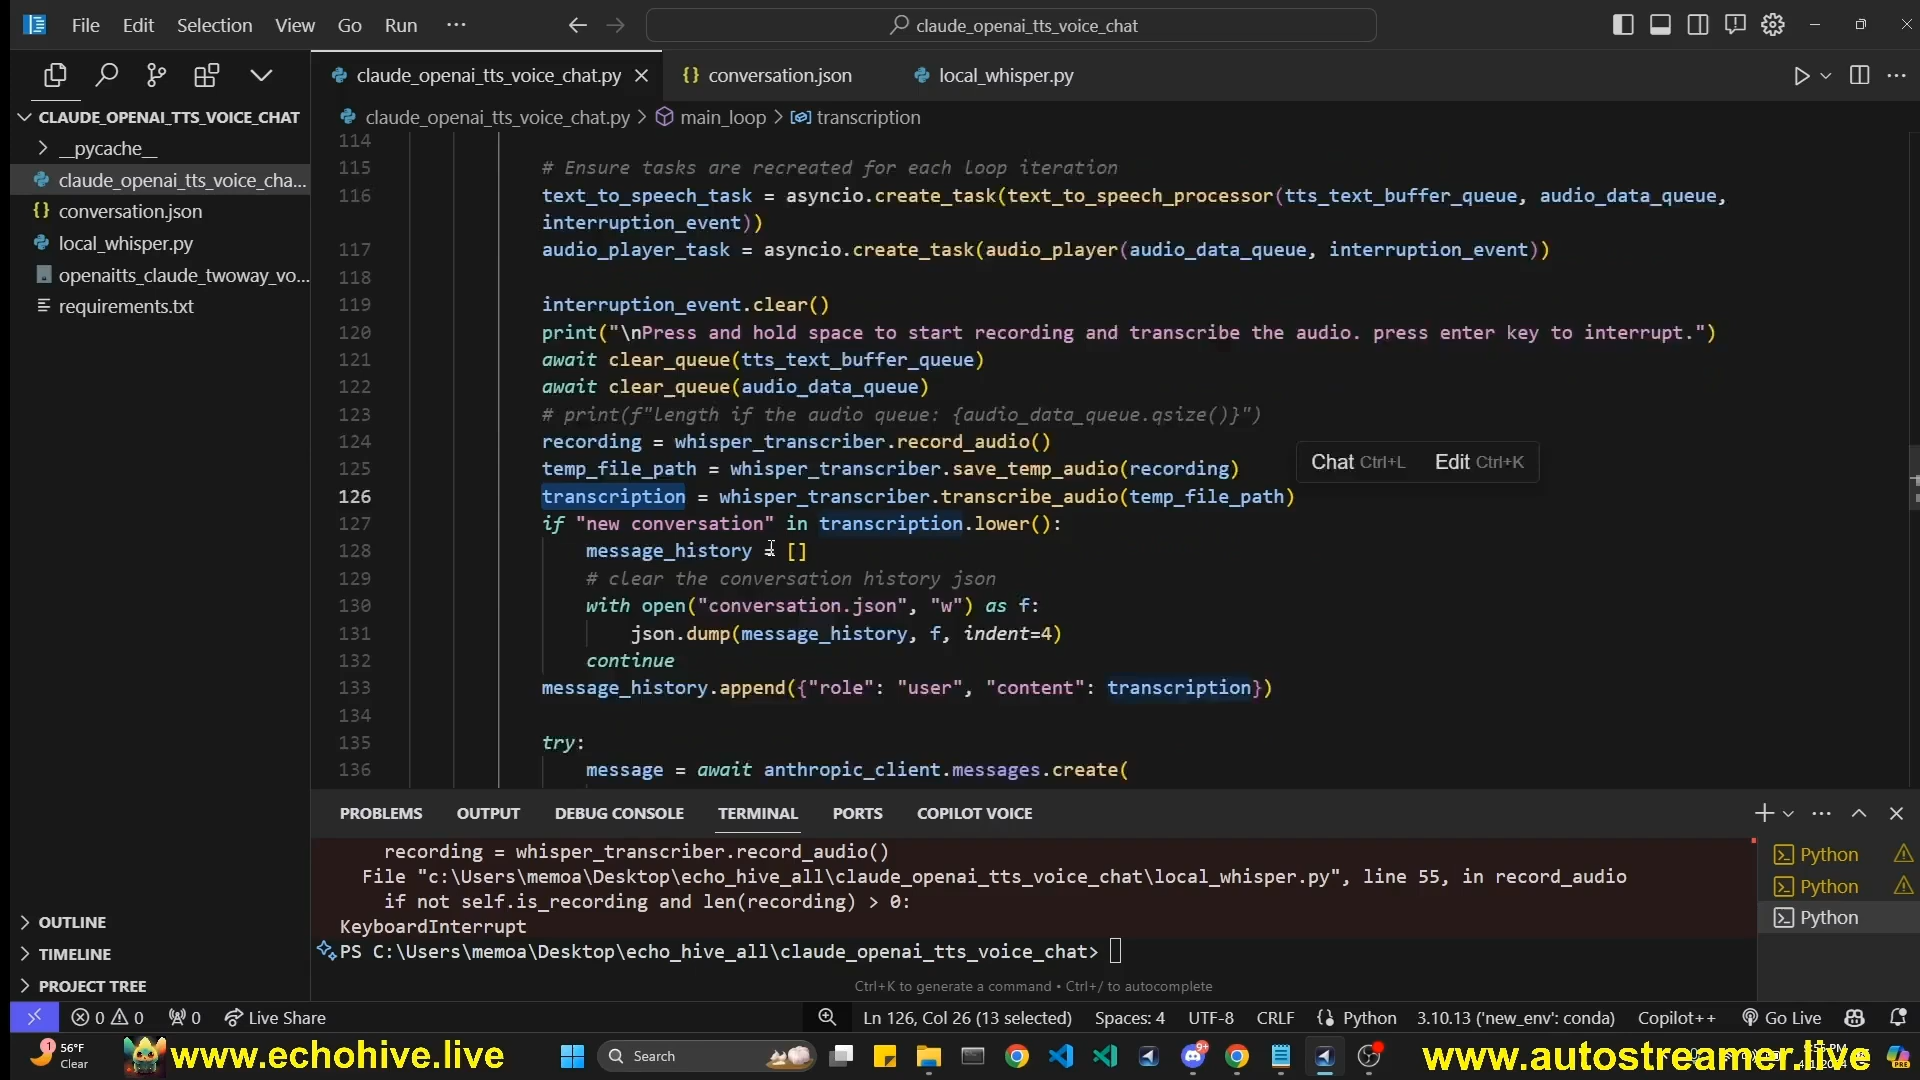 File Edit Selection View Go Run ···
claude_openai_tts_voice_chat
CLAUDE_OPENAI_TTS_VOICE_CHAT
__pycache__
claude_openai_tts_voice_cha...
conversation.json
local_whisper.py
openaitts_claude_twoway_vo...
requirements.txt
OUTLINE
TIMELINE
PROJECT TREE
claude_openai_tts_voice_chat.py
{} conversation.json
local_whisper.py
claude_openai_tts_voice_chat.py > main_loop > transcription
114
115 # Ensure tasks are recreated for each loop iteration
116 text_to_speech_task = asyncio.create_task(text_to_speech_processor(tts_text_buffer_queue, audio_data_queue,
interruption_event))
117 audio_player_task = asyncio.create_task(audio_player(audio_data_queue, interruption_event))
118
119 interruption_event.clear()
120 print("\nPress and hold space to start recording and transcribe the audio. press enter key to interrupt.")
121 await clear_queue(tts_text_buffer_queue)
122 await clear_queue(audio_data_queue)
123 # print(f"length if the audio queue: {audio_data_queue.qsize()}")
124 recording = whisper_transcriber.record_audio()
125 temp_file_path = whisper_transcriber.save_temp_audio(recording)
Chat Ctrl+L Edit Ctrl+K
126 transcription = whisper_transcriber.transcribe_audio(temp_file_path)
127 if "new conversation" in transcription.lower():
128 message_history = []
129 # clear the conversation history json
130 with open("conversation.json", "w") as f:
131 json.dump(message_history, f, indent=4)
132 continue
133 message_history.append({"role": "user", "content": transcription})
134
135 try:
136 message = await anthropic_client.messages.create(
PROBLEMS OUTPUT DEBUG CONSOLE TERMINAL PORTS COPILOT VOICE
recording = whisper_transcriber.record_audio()
File "c:\Users\memoa\Desktop\echo_hive_all\claude_openai_tts_voice_chat\local_whisper.py", line 55, in record_audio
if not self.is_recording and len(recording) > 0:
KeyboardInterrupt
PS C:\Users\memoa\Desktop\echo_hive_all\claude_openai_tts_voice_chat>
Ctrl+K to generate a command • Ctrl+/ to autocomplete
Python
Python
Python
0 0 0 Live Share Ln 126, Col 26 (13 selected) Spaces: 4 UTF-8 CRLF Python 3.10.13 ('new_env': conda) Copilot++ Go Live
56°F
Clear
www.echohive.live
Search
9+
www.autostreamer.live